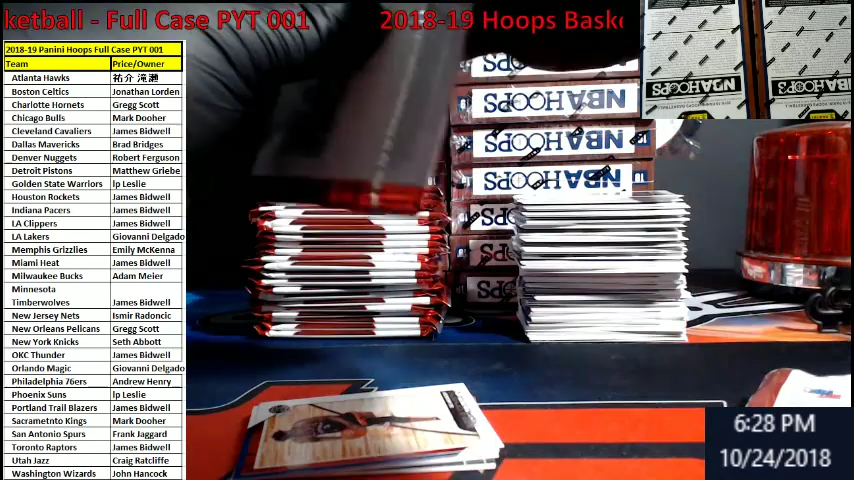 ketball - Full Case PYT 001
2018-19 Hoops Baske
2018-19 Panini Hoops Full Case PYT 001
Team Price/Owner
Atlanta Hawks 祐介 滝瀬
Boston Celtics Jonathan Lorden
Charlotte Hornets Gregg Scott
Chicago Bulls Mark Dooher
Cleveland Cavaliers James Bidwell
Dallas Mavericks Brad Bridges
Denver Nuggets Robert Ferguson
Detroit Pistons Matthew Griebe
Golden State Warriors lp Leslie
Houston Rockets James Bidwell
Indiana Pacers James Bidwell
LA Clippers James Bidwell
LA Lakers Giovanni Delgado
Memphis Grizzlies Emily McKenna
Miami Heat James Bidwell
Milwaukee Bucks Adam Meier
Minnesota
Timberwolves James Bidwell
New Jersey Nets Ismir Radoncic
New Orleans Pelicans Gregg Scott
New York Knicks Seth Abbott
OKC Thunder James Bidwell
Orlando Magic Giovanni Delgado
Philadelphia 76ers Andrew Henry
Phoenix Suns lp Leslie
Portland Trail Blazers James Bidwell
Sacrametnto Kings Mark Dooher
San Antonio Spurs Frank Jaggard
Toronto Raptors James Bidwell
Utah Jazz Craig Ratcliffe
Washington Wizards John Hancock
NBA HOOPS
NBA HOOPS
NBA HOOPS
NBA HOOPS
NBA HOOPS
6:28 PM
10/24/2018